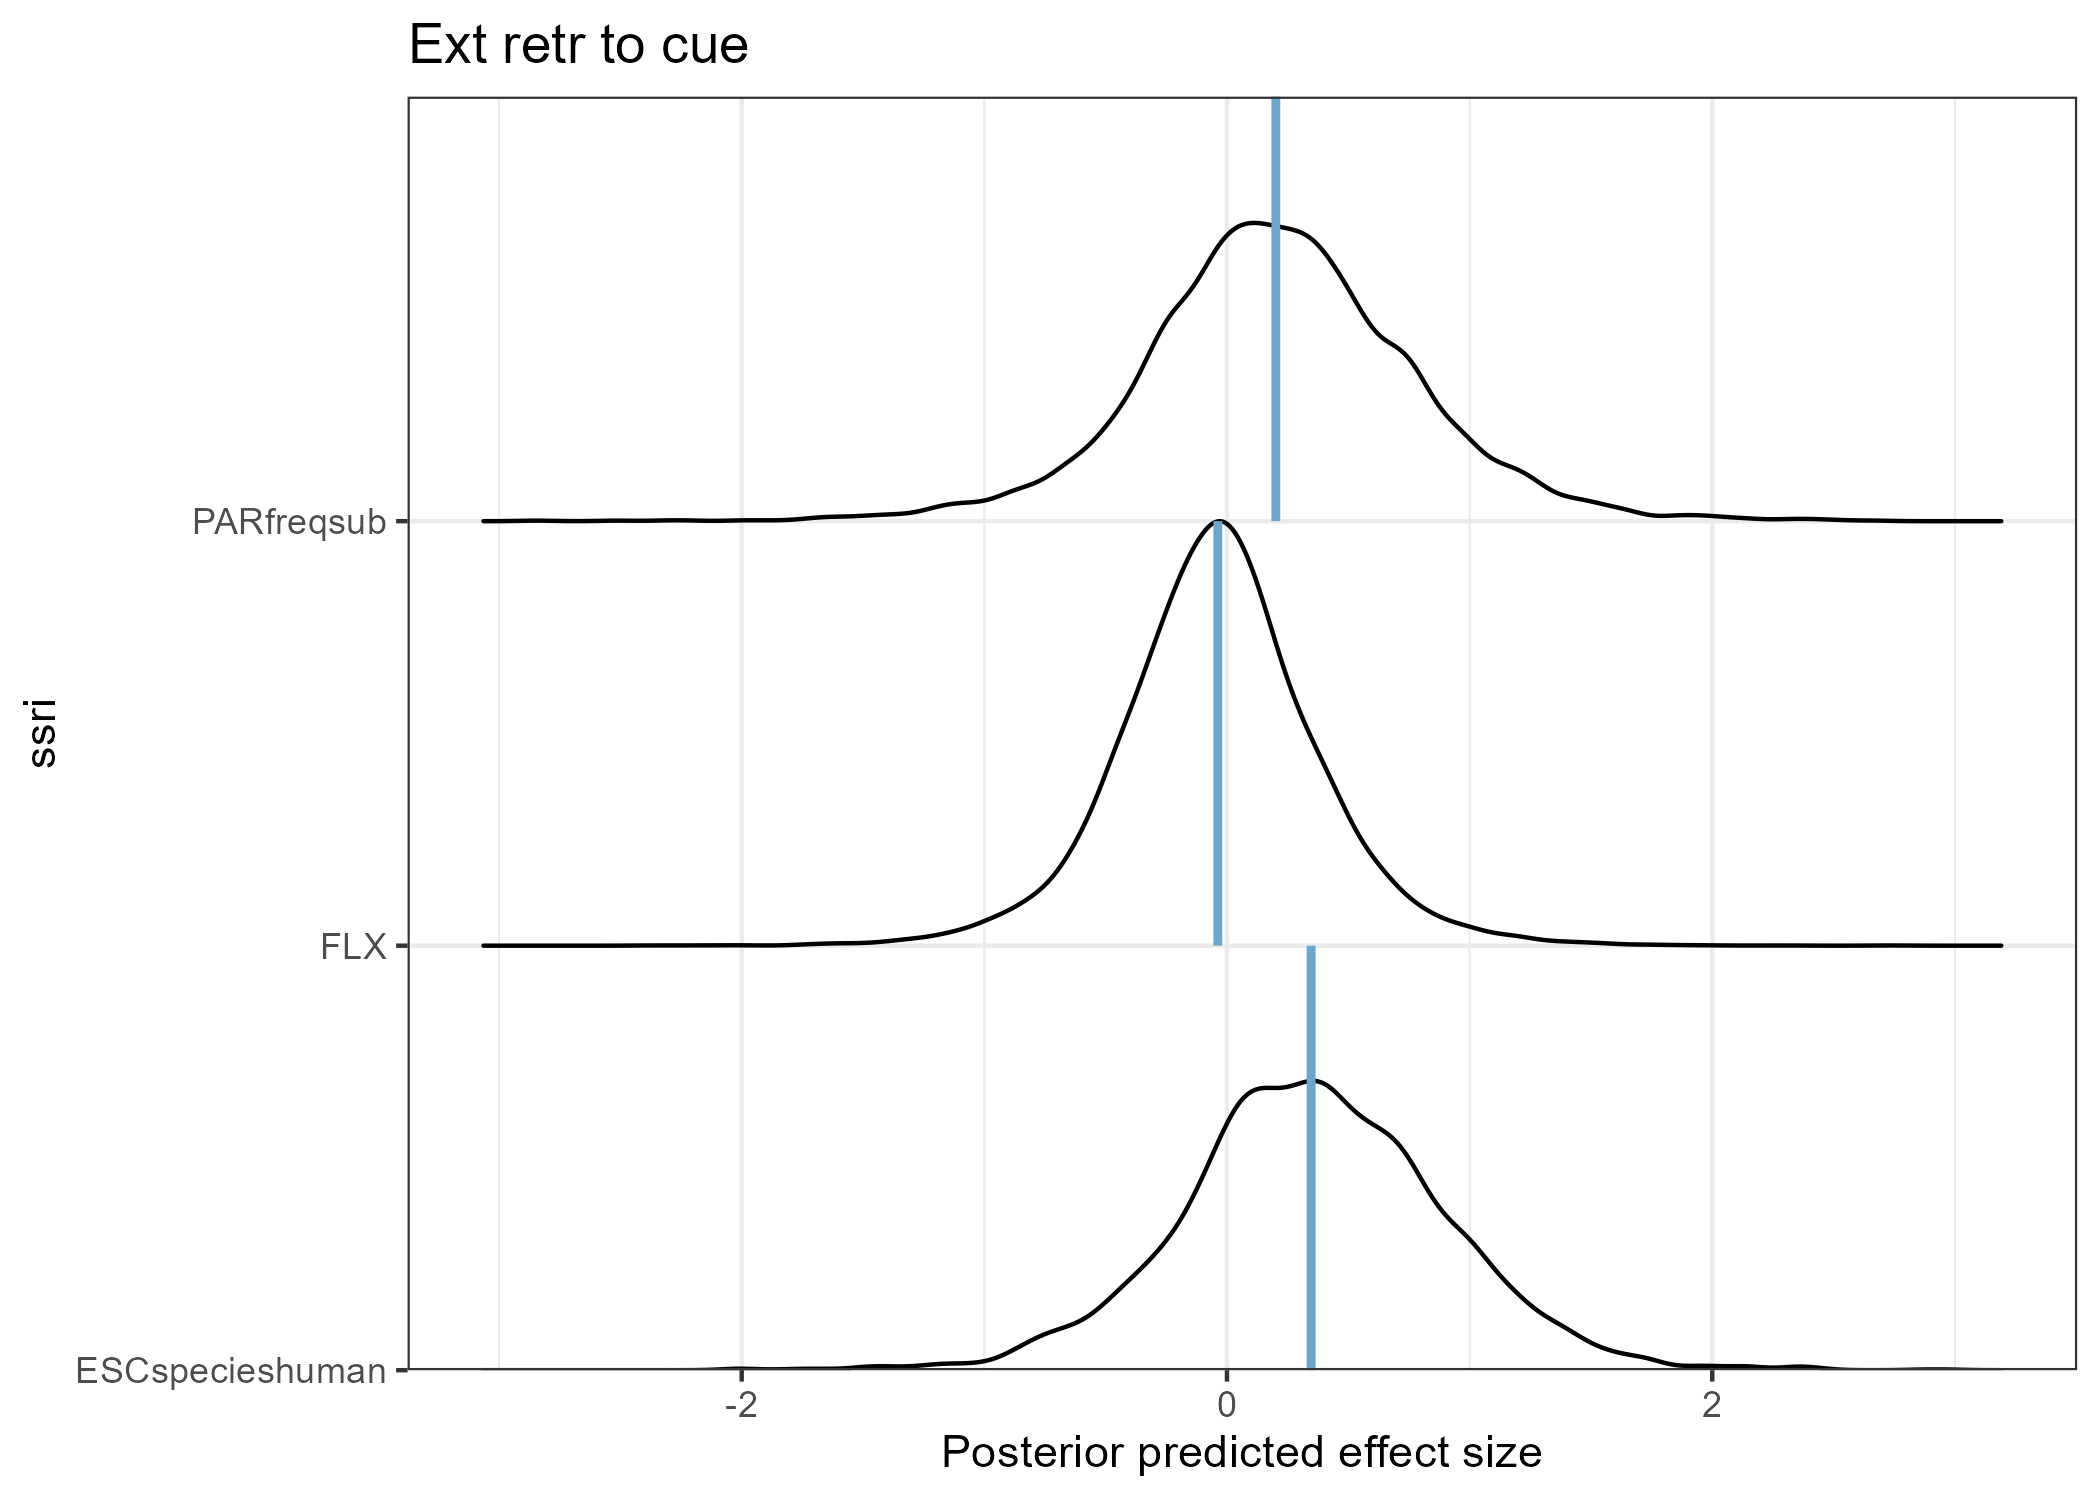 Ext retr to cue
ssri
PARfreqsub
FLX
ESCspecieshuman
-2 0 2
Posterior predicted effect size